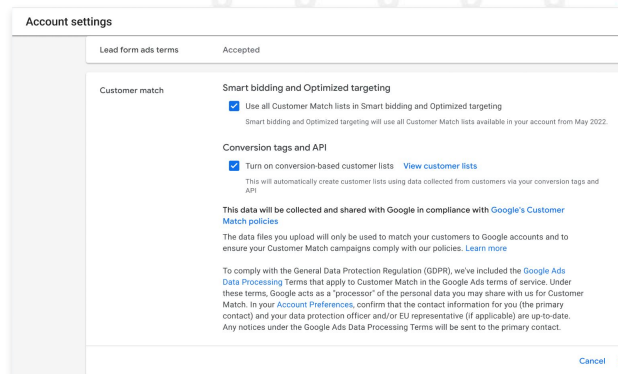 Account settings
Lead form ads terms Accepted
Customer match Smart bidding and Optimized targeting
Use all Customer Match lists in Smart bidding and Optimized targeting
Smart bidding and Optimized targeting will use all Customer Match lists available in your account from May 2022.
Conversion tags and API
Turn on conversion-based customer lists View customer lists
This will automatically create customer lists using data collected from customers via your conversion tags and
API
This data will be collected and shared with Google in compliance with Google's Customer
Match policies
The data files you upload will only be used to match your customers to Google accounts and to
ensure your Customer Match campaigns comply with our policies. Learn more
To comply with the General Data Protection Regulation (GDPR), we've included the Google Ads
Data Processing Terms that apply to Customer Match in the Google Ads terms of service. Under
these terms, Google acts as a "processor" of the personal data you may share with us for Customer
Match. In your Account Preferences, confirm that the contact information for you (the primary
contact) and your data protection officer and/or EU representative (if applicable) are up-to-date.
Any notices under the Google Ads Data Processing Terms will be sent to the primary contact.
Cancel